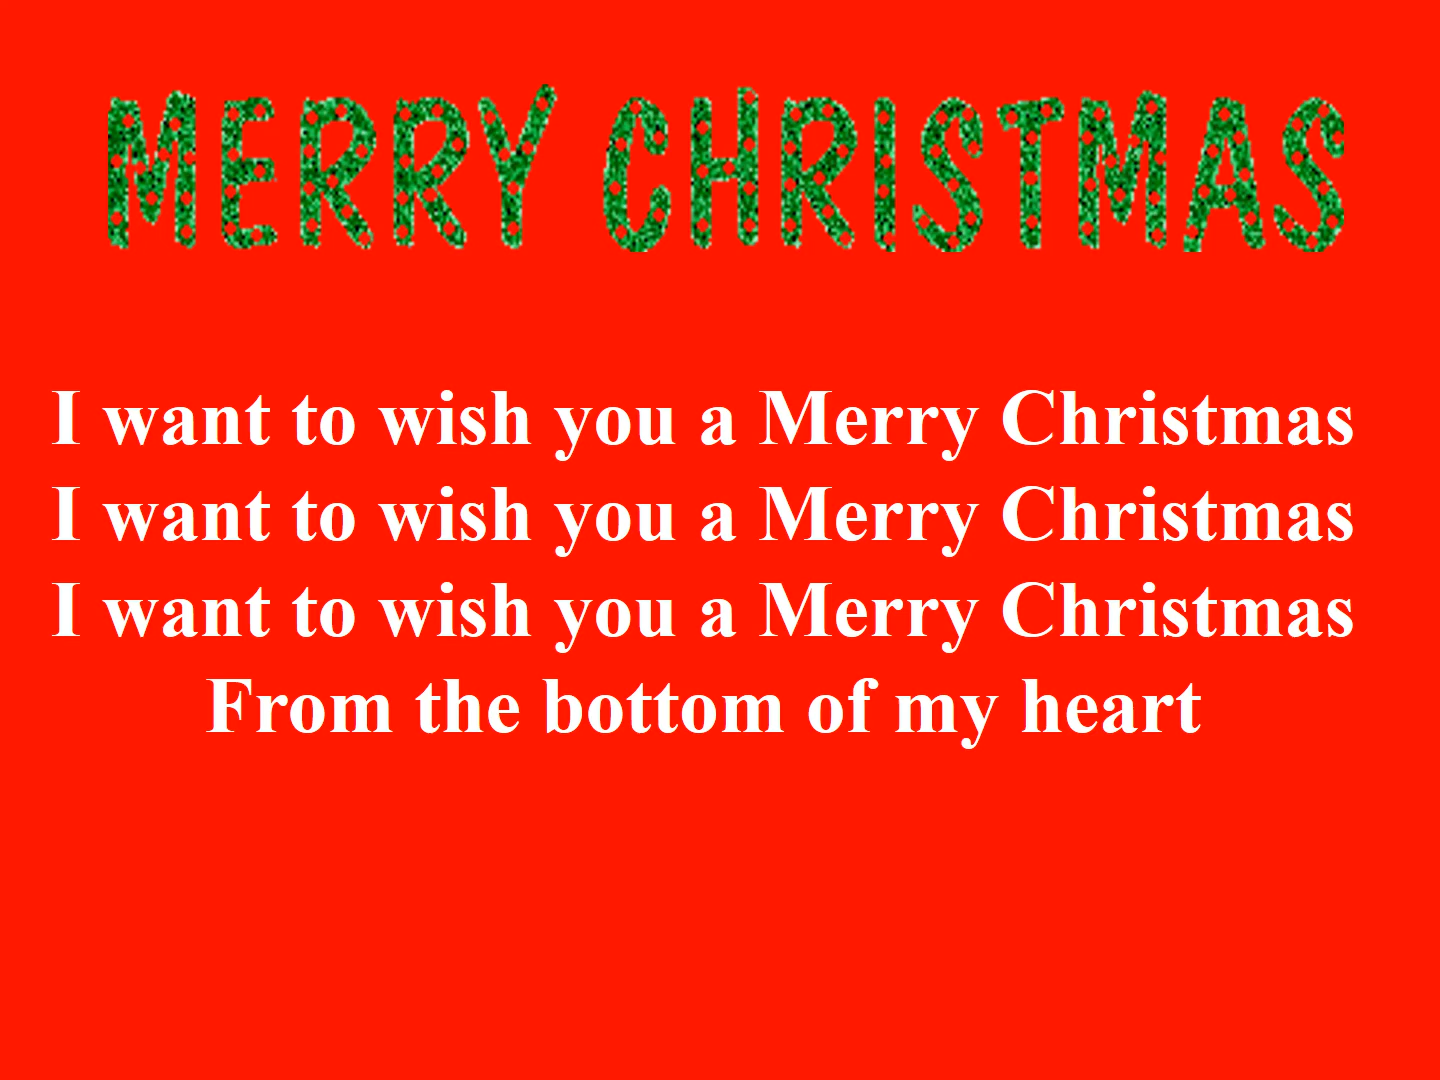 MERRY CHRISTMAS
I want to wish you a Merry Christmas
I want to wish you a Merry Christmas
I want to wish you a Merry Christmas
From the bottom of my heart